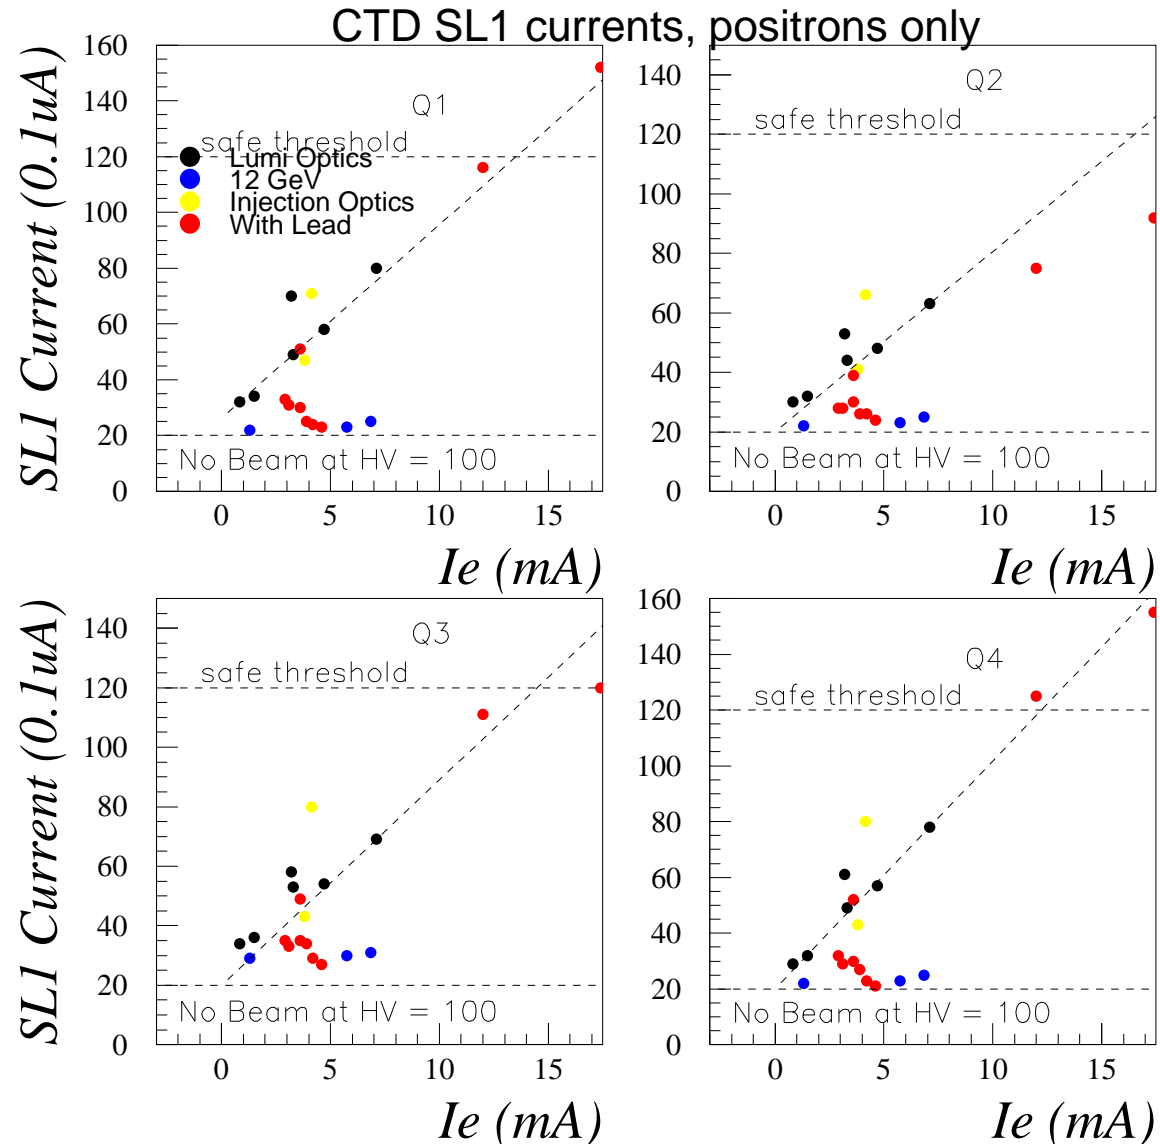 CTD SL1 currents, positrons only
SL1 Current (0.1uA)
160
140
120
100
80
60
40
20
0
Q1
safe threshold
Lumi Optics
12 GeV
Injection Optics
With Lead
No Beam at HV = 100
0 5 10 15
Ie (mA)
140
120
100
80
60
40
20
0
Q2
safe threshold
No Beam at HV = 100
0 5 10 15
Ie (mA)
SL1 Current (0.1uA)
140
120
100
80
60
40
20
0
Q3
safe threshold
No Beam at HV = 100
0 5 10 15
Ie (mA)
160
140
120
100
80
60
40
20
0
Q4
safe threshold
No Beam at HV = 100
0 5 10 15
Ie (mA)